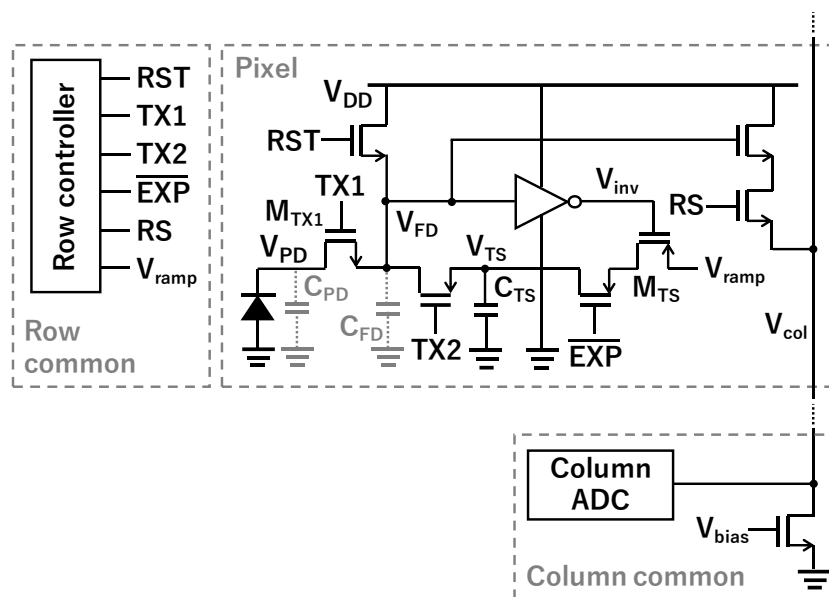 Row controller
RST
TX1
TX2
EXP
RS
Vramp
Row
common
Pixel
VDD
RST
TX1
MTX1
VPD
CPD
CFD
VFD
VTS
CTS
TX2
EXP
Vinv
MTS
Vramp
RS
Vcol
Column
ADC
Vbias
Column common